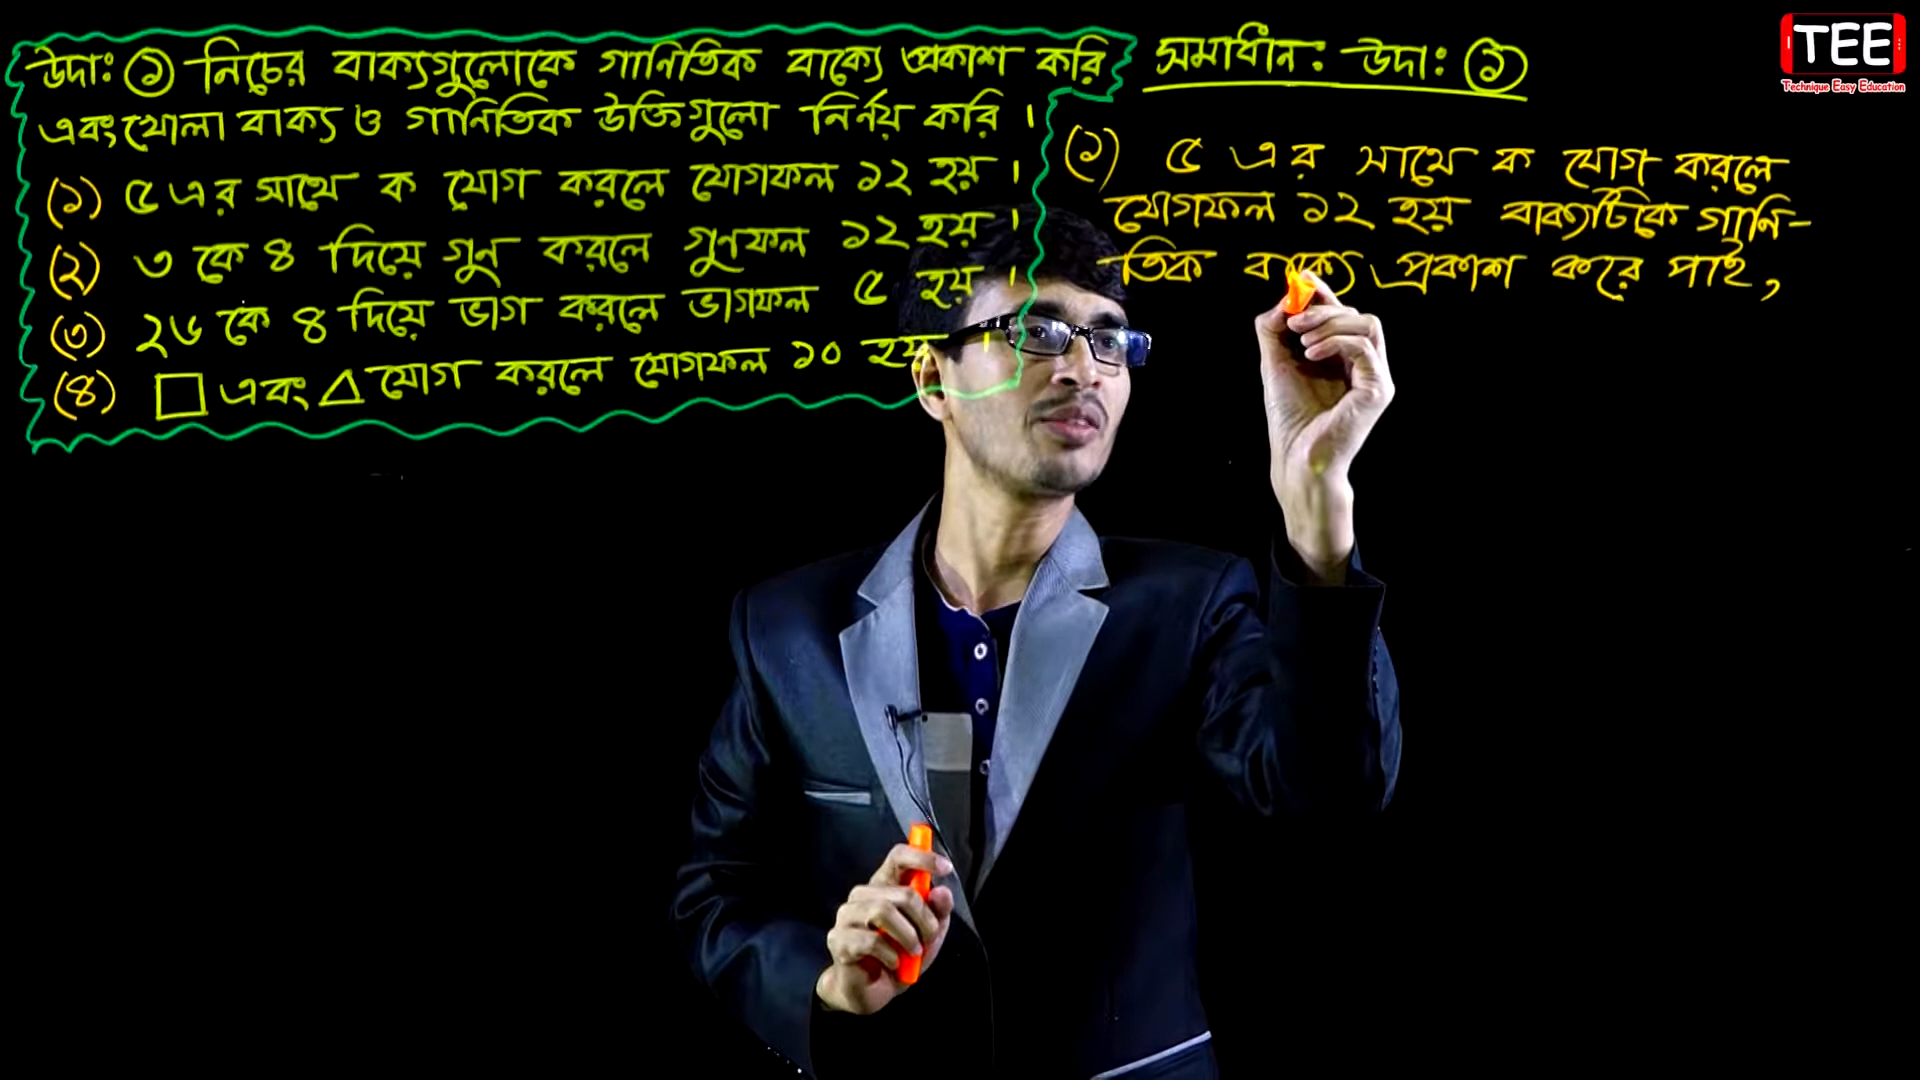 উদাঃ ① নিচের বাক্যগুলোকে গাণিতিক বাক্যে প্রকাশ করি
এবং খোলা বাক্য ও গাণিতিক উক্তিগুলো নির্ণয় করি ।
(১) ৫ এর সাথে ক যোগ করলে যোগফল ১২ হয় ।
(২) ৩ কে ৪ দিয়ে গুন করলে গুণফল ১২ হয় ।
(৩) ২৬ কে ৪ দিয়ে ভাগ করলে ভাগফল ৫ হয় ।
(৪) □ এবং △ যোগ করলে যোগফল ১০ হয় ।
সমাধান: উদা: (১)
(১) ৫ এর সাথে ক যোগ করলে
যোগফল ১২ হয় বাক্যটিকে গাণি-
তিক বাক্যে প্রকাশ করে পাই,
TEE
Technique Easy Education